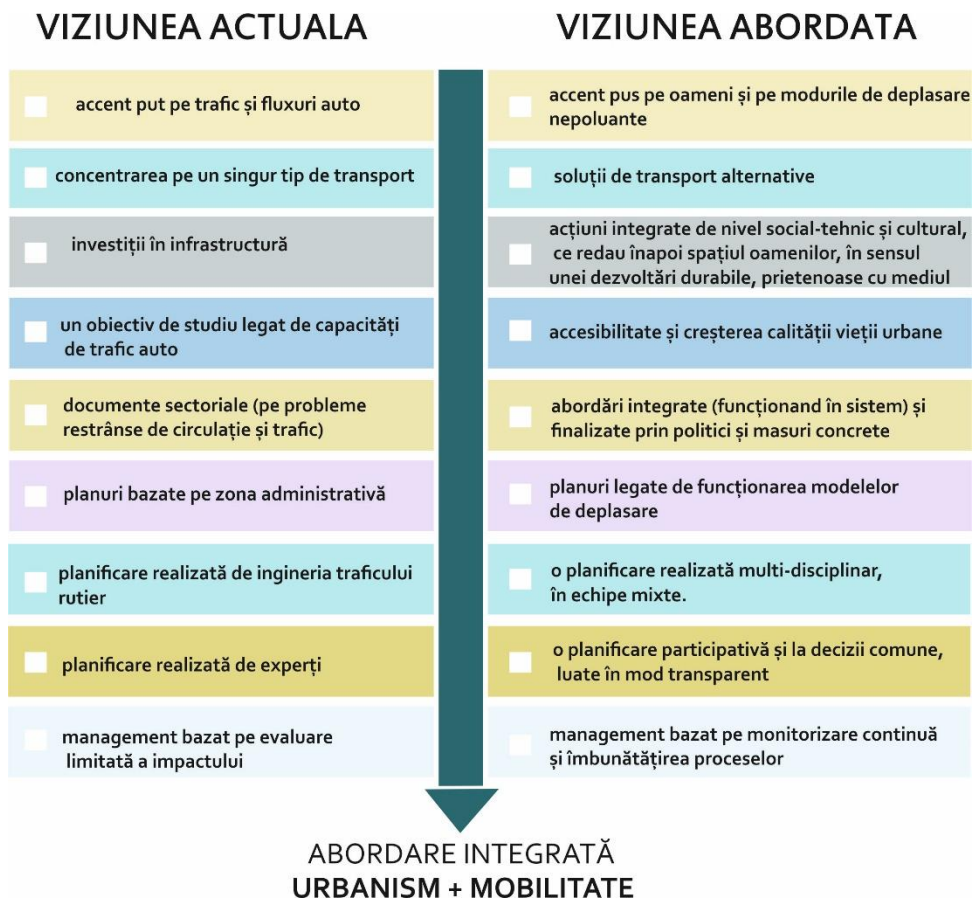 VIZIUNEA ACTUALA
VIZIUNEA ABORDATA
accent put pe trafic și fluxuri auto
accent pus pe oameni și pe modurile de deplasare
nepoluante
concentrarea pe un singur tip de transport
soluții de transport alternative
investiții în infrastructură
acțiuni integrate de nivel social-tehnic și cultural,
ce redau înapoi spațiul oamenilor, în sensul
unei dezvoltări durabile, prietenoase cu mediul
un obiectiv de studiu legat de capacități
de trafic auto
accesibilitate și creșterea calității vieții urbane
documente sectoriale (pe probleme
restrânse de circulație și trafic)
abordări integrate (funcționand în sistem) și
finalizate prin politici și masuri concrete
planuri bazate pe zona administrativă
planuri legate de funcționarea modelelor
de deplasare
planificare realizată de ingineria traficului
rutier
o planificare realizată multi-disciplinar,
în echipe mixte.
planificare realizată de experți
o planificare participativă și la decizii comune,
luate în mod transparent
management bazat pe evaluare
limitată a impactului
management bazat pe monitorizare continuă
și îmbunătățirea proceselor
ABORDARE INTEGRATĂ
URBANISM + MOBILITATE